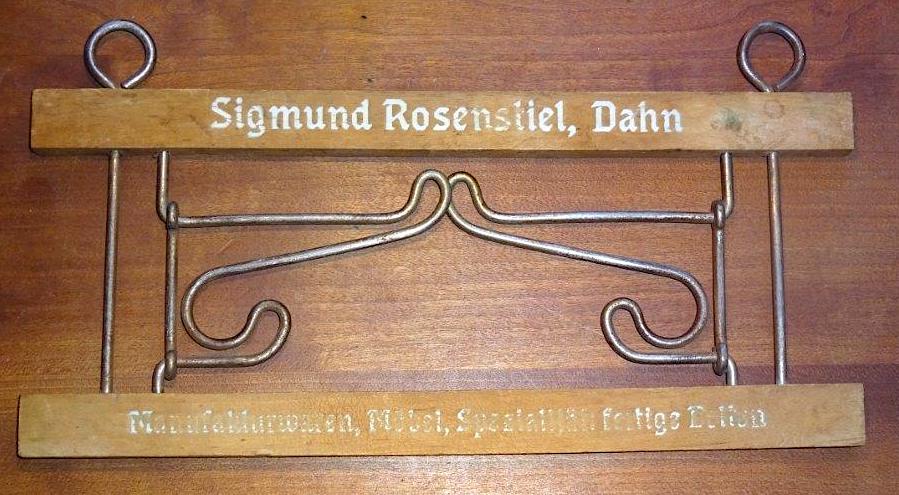 Sigmund Rosenstiel, Dahn
Manufakturwaren, Möbel, Spezialität: fertige Betten